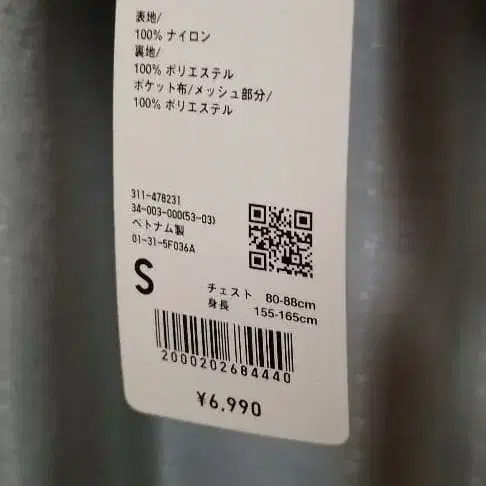 表地/
100% ナイロン
裏地/
100% ポリエステル
ポケット布/メッシュ部分/
100% ポリエステル
311-478231
34-003-000(53-03)
ベトナム製
01-31-5F036A
S
チェスト 80-88cm
身長 155-165cm
2000202684440
¥6,990